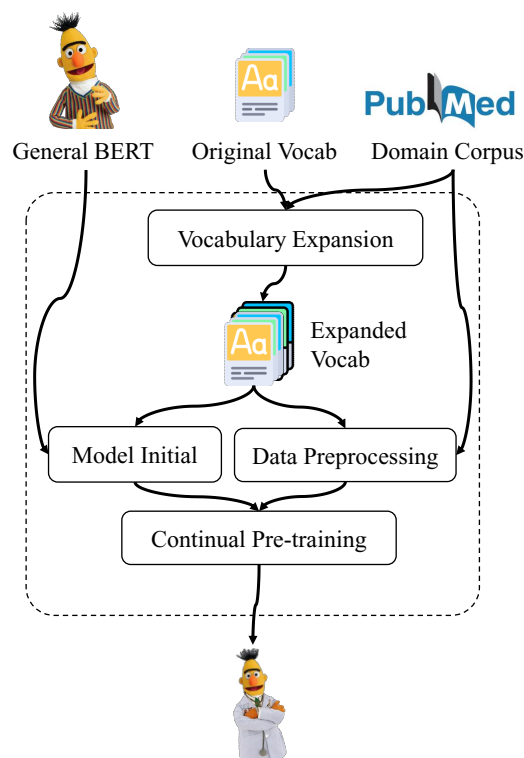 Aa
PubMed
General BERT
Original Vocab
Domain Corpus
Vocabulary Expansion
Aa
Expanded
Vocab
Model Initial
Data Preprocessing
Continual Pre-training